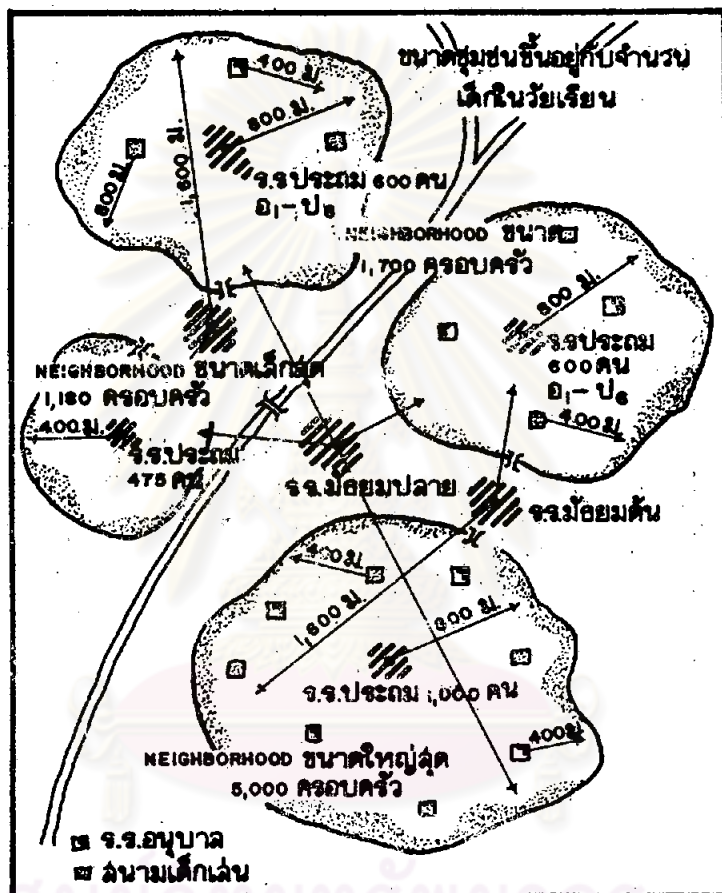 ขนาดชุมชนขึ้นอยู่กับจำนวน
เด็กในวัยเรียน
400 ม.
800 ม.
1,600 ม.
800 ม.
ร.ร.ประถม 600 คน
อ₁-ป₆
NEIGHBORHOOD ขนาด
1,700 ครอบครัว
800 ม.
ร.ร.ประถม
600 คน
อ₁-ป₆
400 ม.
NEIGHBORHOOD ขนาดเล็กสุด
1,180 ครอบครัว
400 ม.
ร.ร.ประถม
475 คน
ร.ร.มัธยมปลาย
ร.ร.มัธยมต้น
400 ม.
1,600 ม.
800 ม.
ร.ร.ประถม 1,000 คน
400 ม.
NEIGHBORHOOD ขนาดใหญ่สุด
5,000 ครอบครัว
ร.ร.อนุบาล
สนามเด็กเล่น